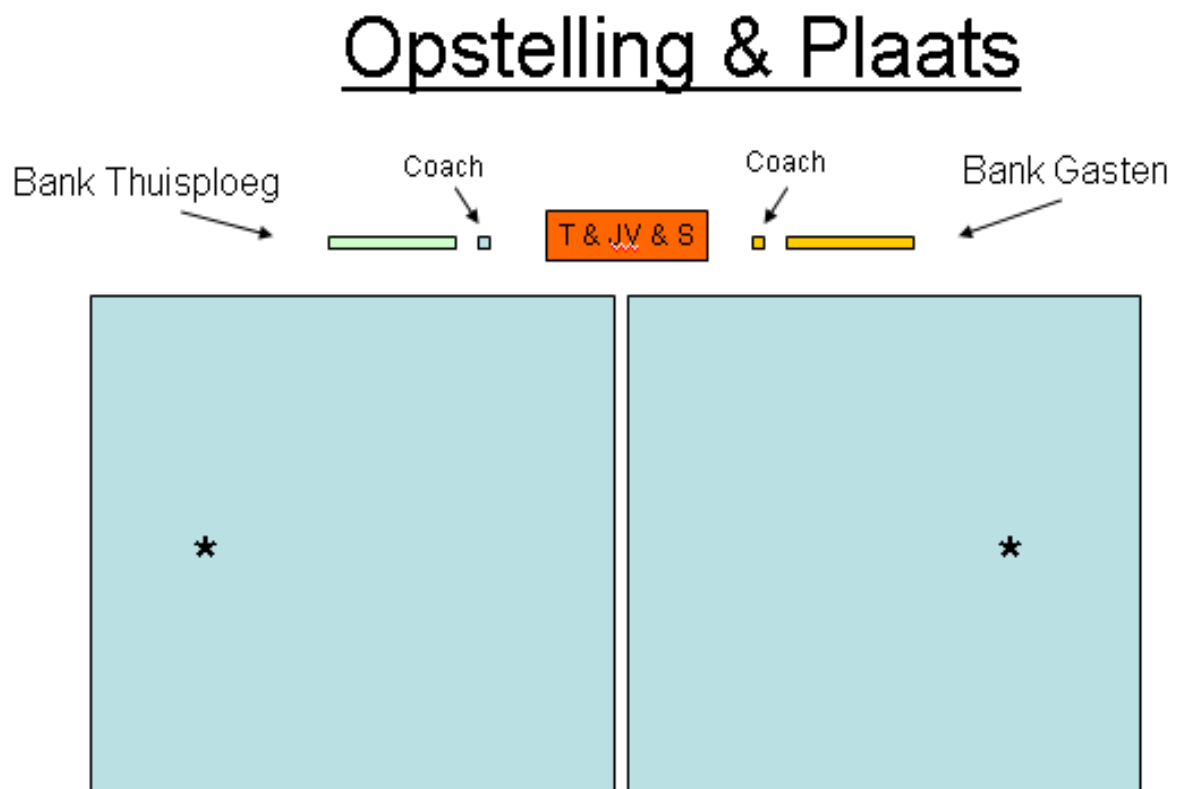 Opstelling & Plaats
Bank Thuisploeg
Coach
Coach
Bank Gasten
T & JV & S
*
*